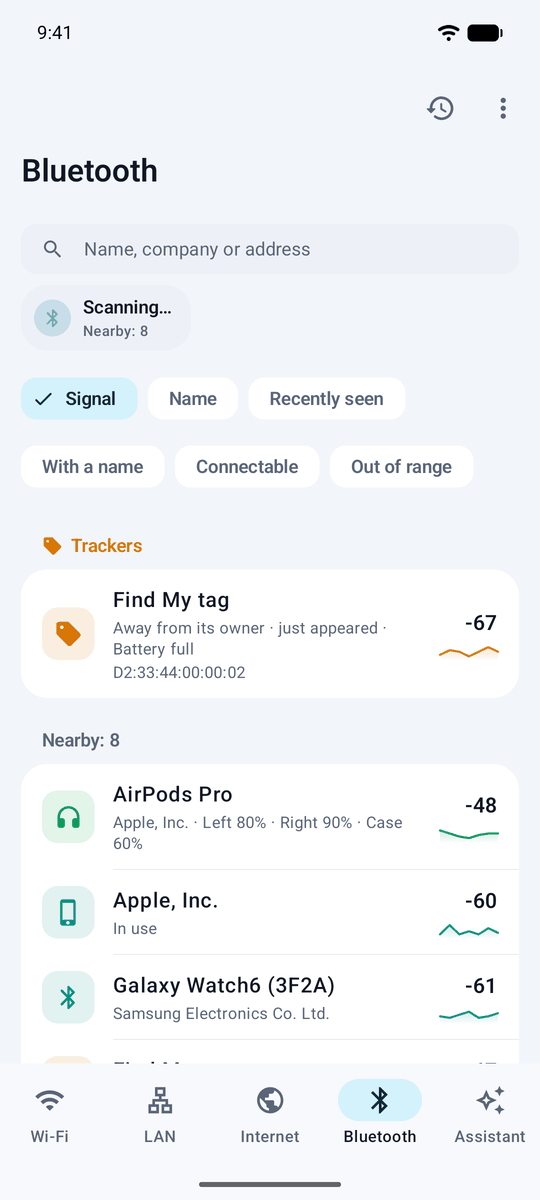 9:41
Bluetooth
Name, company or address
Scanning...
Nearby: 8
Signal
Name
Recently seen
With a name
Connectable
Out of range
Trackers
Find My tag
Away from its owner · just appeared ·
Battery full
D2:33:44:00:00:02
-67
Nearby: 8
AirPods Pro
Apple, Inc. · Left 80% · Right 90% · Case
60%
-48
Apple, Inc.
In use
-60
Galaxy Watch6 (3F2A)
Samsung Electronics Co. Ltd.
-61
Wi-Fi
LAN
Internet
Bluetooth
Assistant